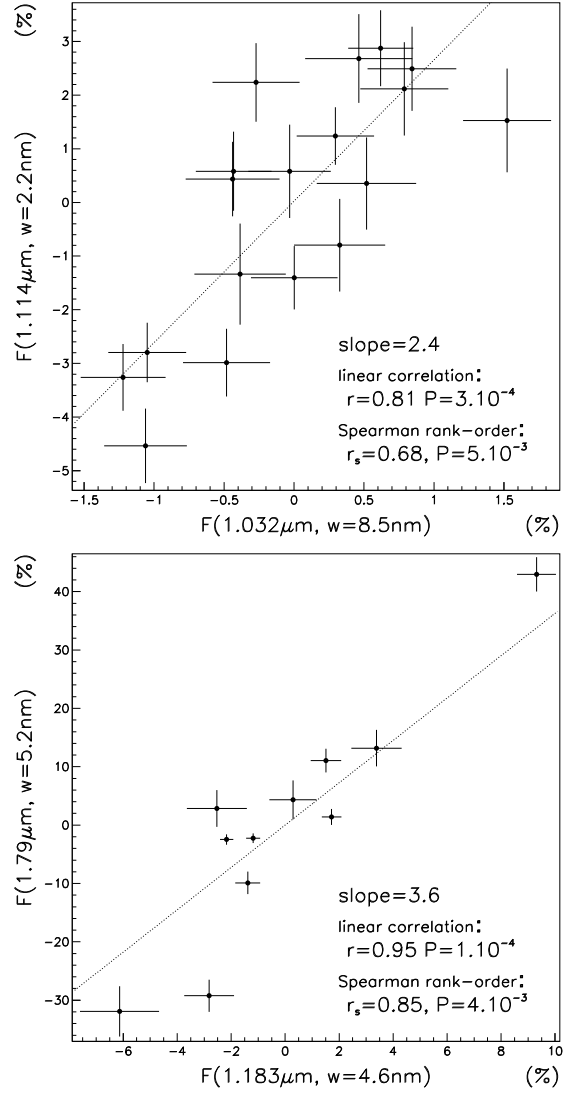 (%)
3
2
1
0
−1
−2
−3
−4
−5
F(1.114μm, w=2.2nm)
slope=2.4
linear correlation:
r=0.81 P=3.10⁻⁴
Spearman rank−order:
rₛ=0.68, P=5.10⁻³
−1.5 −1 −0.5 0 0.5 1 1.5
F(1.032μm, w=8.5nm) (%)
(%)
40
30
20
10
0
−10
−20
−30
F(1.79μm, w=5.2nm)
slope=3.6
linear correlation:
r=0.95 P=1.10⁻⁴
Spearman rank−order:
rₛ=0.85, P=4.10⁻³
−6 −4 −2 0 2 4 6 8 10
F(1.183μm, w=4.6nm) (%)